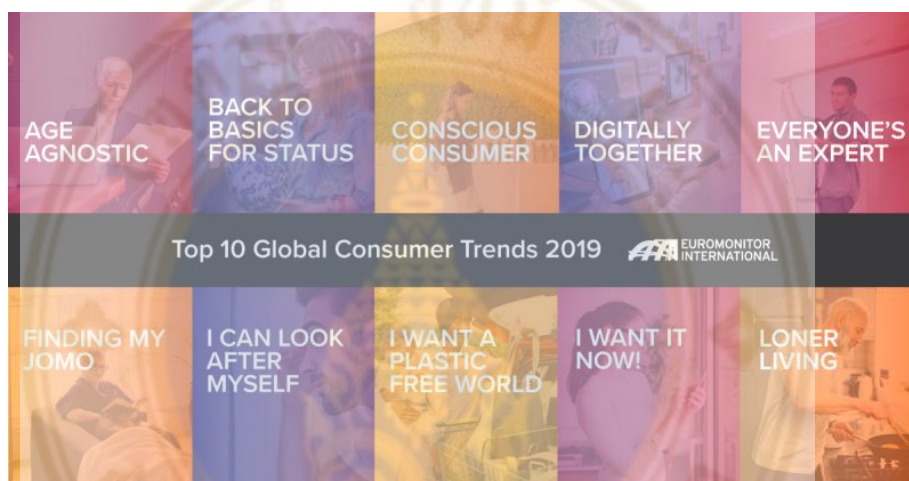 AGE
AGNOSTIC
BACK TO
BASICS
FOR STATUS
CONSCIOUS
CONSUMER
DIGITALLY
TOGETHER
EVERYONE'S
AN EXPERT
Top 10 Global Consumer Trends 2019
EUROMONITOR
INTERNATIONAL
FINDING MY
JOMO
I CAN LOOK
AFTER
MYSELF
I WANT A
PLASTIC
FREE WORLD
I WANT IT
NOW!
LONER
LIVING